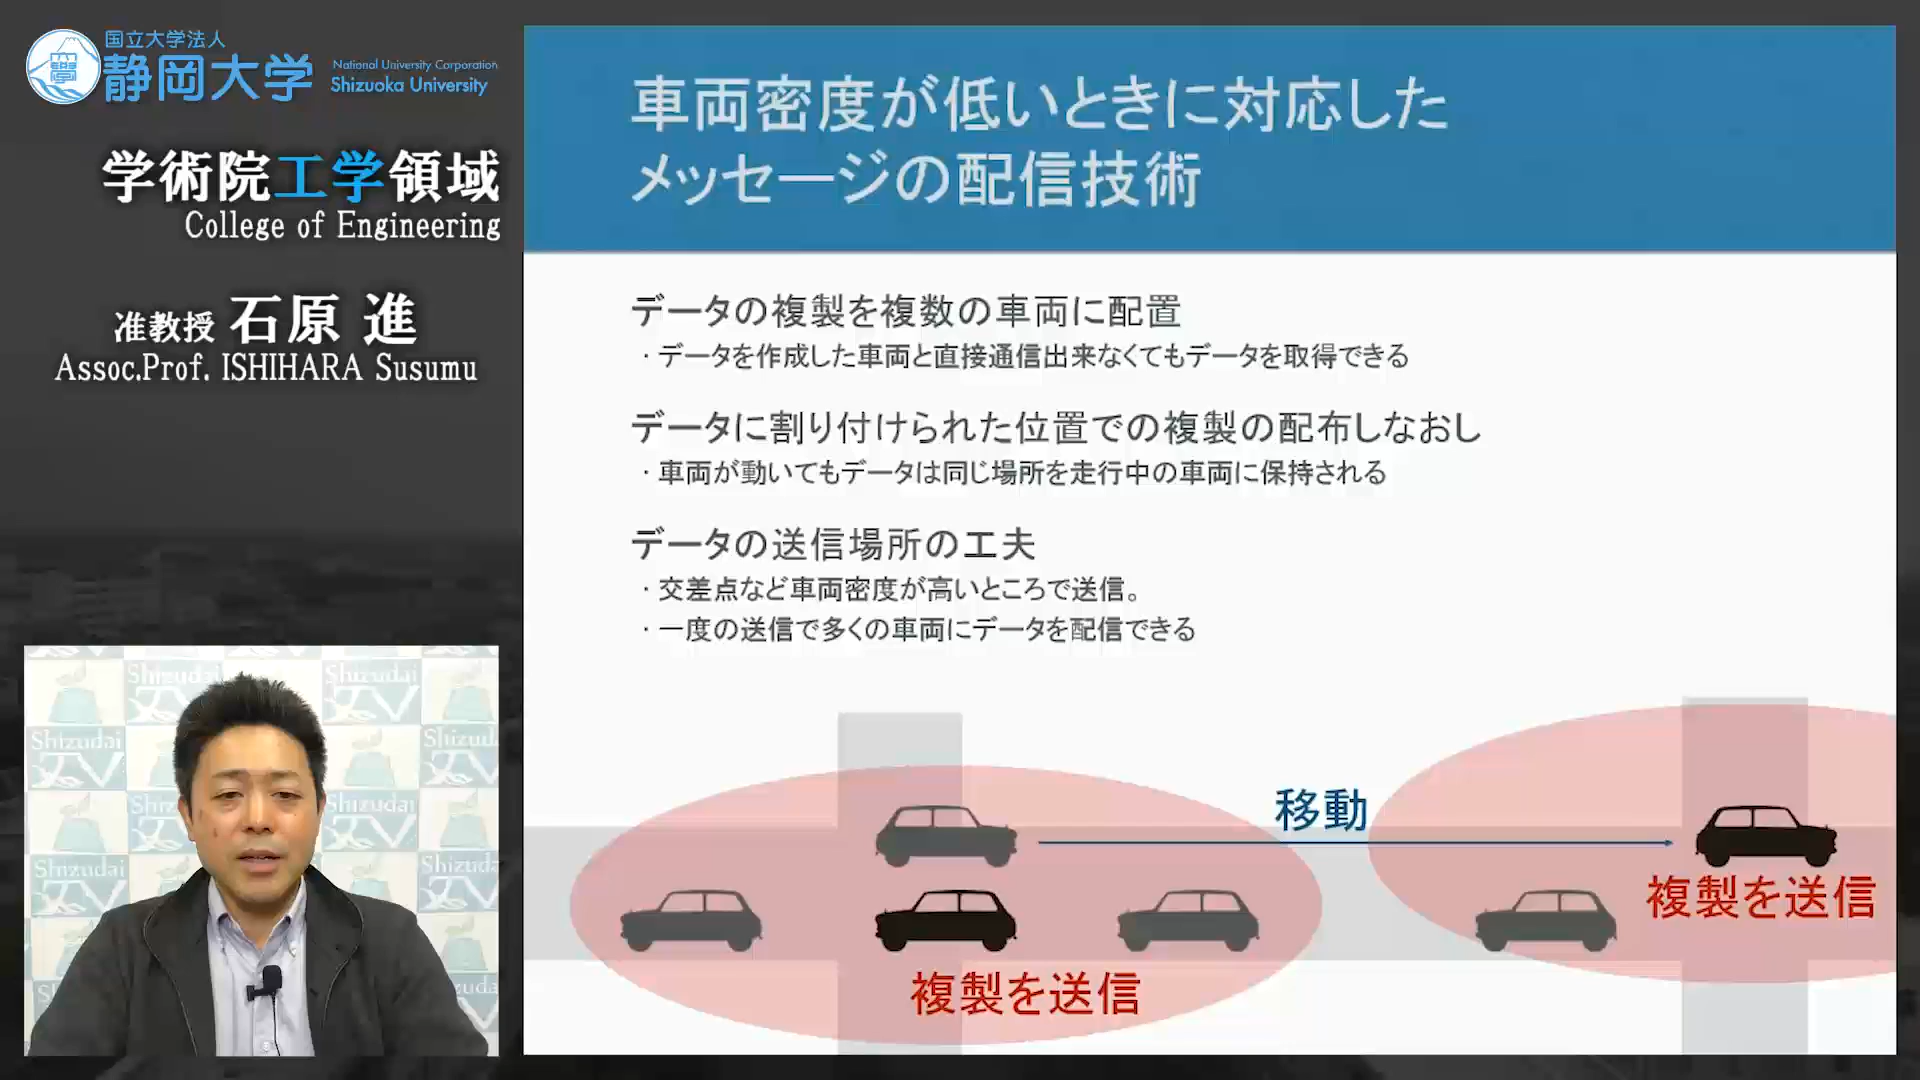 国立大学法人
静岡大学
National University Corporation
Shizuoka University
学術院工学領域
College of Engineering
准教授 石原 進
Assoc.Prof. ISHIHARA Susumu
車両密度が低いときに対応した
メッセージの配信技術
データの複製を複数の車両に配置
・データを作成した車両と直接通信出来なくてもデータを取得できる
データに割り付けられた位置での複製の配布しなおし
・車両が動いてもデータは同じ場所を走行中の車両に保持される
データの送信場所の工夫
・交差点など車両密度が高いところで送信。
・一度の送信で多くの車両にデータを配信できる
移動
複製を送信
複製を送信
Shizudai
TV
Shizudai
TV
Shizudai
TV
Shizudai
Shizudai
Shizudai